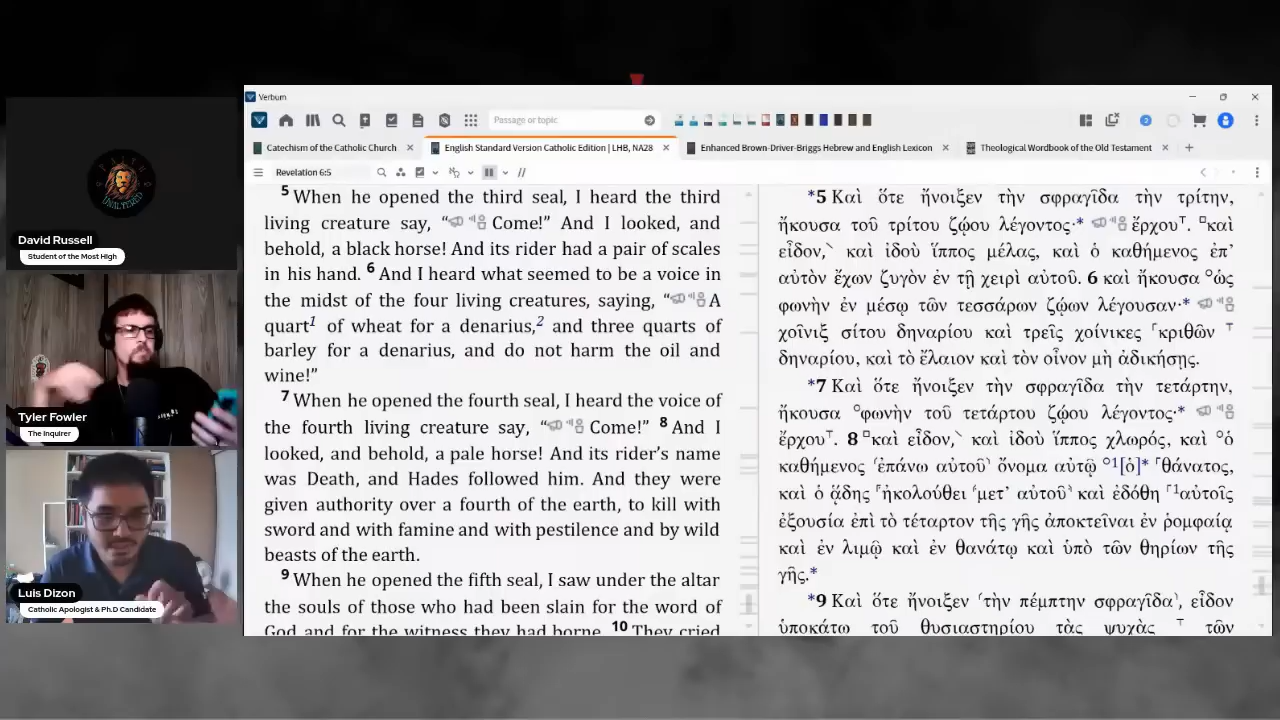 FAITH
UNALTERED
David Russell
Student of the Most High
Tyler Fowler
The Inquirer
Luis Dizon
Catholic Apologist & Ph.D Candidate
Verbum
Passage or topic
Catechism of the Catholic Church
English Standard Version Catholic Edition | LHB, NA28
Enhanced Brown-Driver-Briggs Hebrew and English Lexicon
Theological Wordbook of the Old Testament
Revelation 6:5
5 When he opened the third seal, I heard the third
living creature say, “Come!” And I looked, and
behold, a black horse! And its rider had a pair of scales
in his hand. 6 And I heard what seemed to be a voice in
the midst of the four living creatures, saying, “A
quart1 of wheat for a denarius,2 and three quarts of
barley for a denarius, and do not harm the oil and
wine!”
7 When he opened the fourth seal, I heard the voice of
the fourth living creature say, “Come!” 8 And I
looked, and behold, a pale horse! And its rider’s name
was Death, and Hades followed him. And they were
given authority over a fourth of the earth, to kill with
sword and with famine and with pestilence and by wild
beasts of the earth.
9 When he opened the fifth seal, I saw under the altar
the souls of those who had been slain for the word of
God and for the witness they had borne. 10 They cried
*5 Καὶ ὅτε ἤνοιξεν τὴν σφραγῖδα τὴν τρίτην,
ἤκουσα τοῦ τρίτου ζῴου λέγοντος·* ἔρχου⸆. ⸋καὶ
εἶδον,⸌ καὶ ἰδοὺ ἵππος μέλας, καὶ ὁ καθήμενος ἐπ’
αὐτὸν ἔχων ζυγὸν ἐν τῇ χειρὶ αὐτοῦ. 6 καὶ ἤκουσα ⸰ὡς
φωνὴν ἐν μέσῳ τῶν τεσσάρων ζῴων λέγουσαν·*
χοῖνιξ σίτου δηναρίου καὶ τρεῖς χοίνικες ⸀κριθῶν ⸆
δηναρίου, καὶ τὸ ἔλαιον καὶ τὸν οἶνον μὴ ἀδικήσῃς.
*7 Καὶ ὅτε ἤνοιξεν τὴν σφραγῖδα τὴν τετάρτην,
ἤκουσα ⸰φωνὴν τοῦ τετάρτου ζῴου λέγοντος·*
ἔρχου⸆. 8 ⸋καὶ εἶδον,⸌ καὶ ἰδοὺ ἵππος χλωρός, καὶ ⸰ὁ
καθήμενος ⸂ἐπάνω αὐτοῦ⸃ ὄνομα αὐτῷ ⸰1[ὁ]* ⸀θάνατος,
καὶ ὁ ᾅδης ⸀ἠκολούθει ⸂μετ’ αὐτοῦ⸃ καὶ ἐδόθη ⸀1αὐτοῖς
ἐξουσία ἐπὶ τὸ τέταρτον τῆς γῆς ἀποκτεῖναι ἐν ῥομφαίᾳ
καὶ ἐν λιμῷ καὶ ἐν θανάτῳ καὶ ὑπὸ τῶν θηρίων τῆς
γῆς.*
*9 Καὶ ὅτε ἤνοιξεν ⸂τὴν πέμπτην σφραγῖδα⸃, εἶδον
ὑποκάτω τοῦ θυσιαστηρίου τὰς ψυχὰς ⸆ τῶν